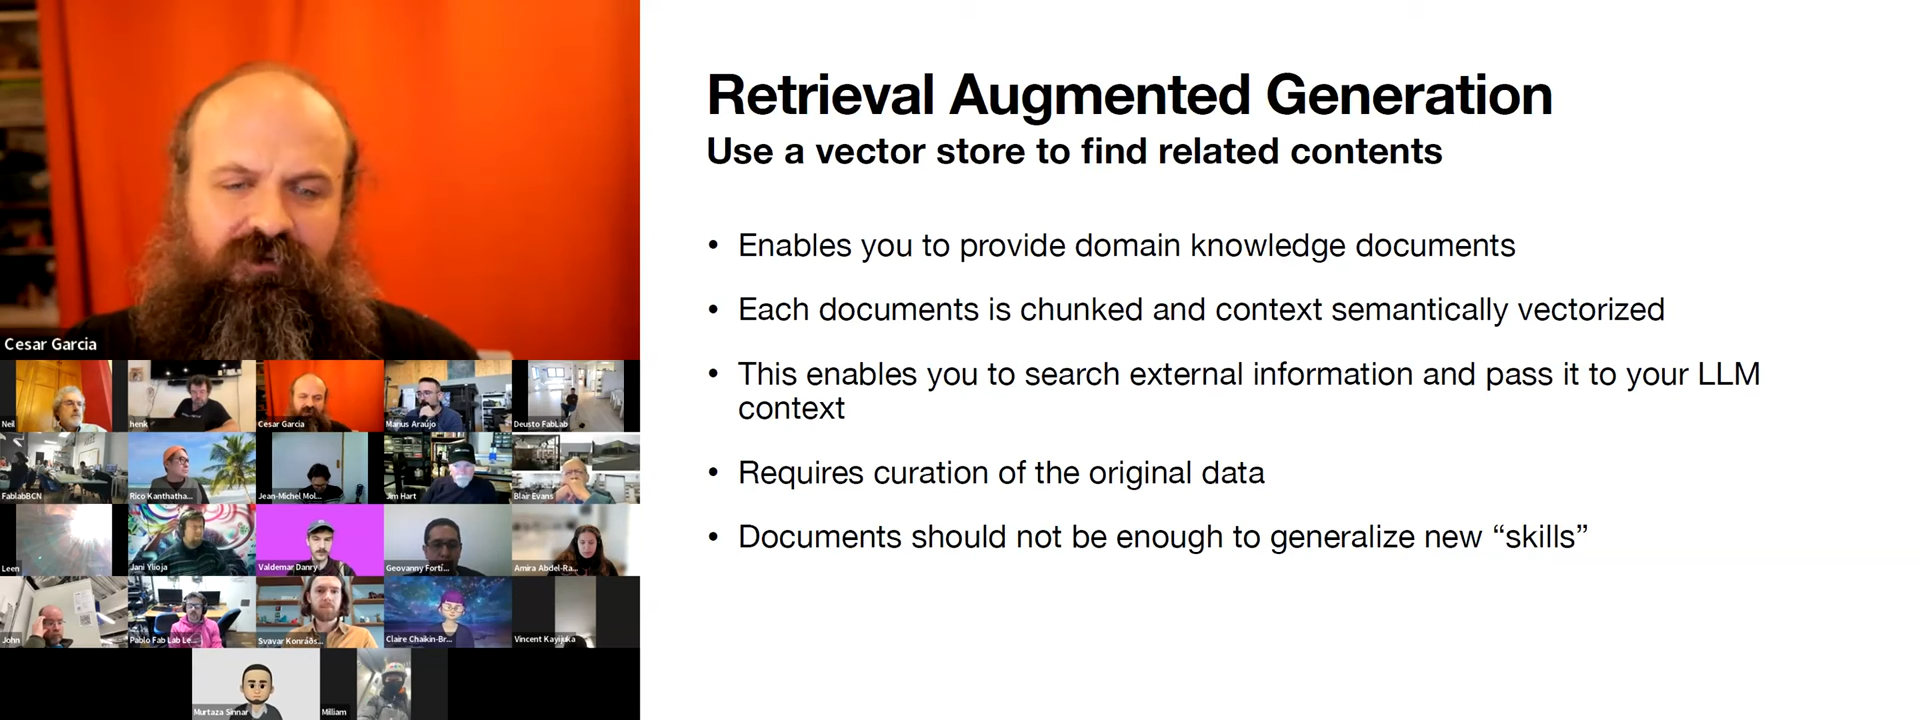 Retrieval Augmented Generation
Use a vector store to find related contents
• Enables you to provide domain knowledge documents
• Each documents is chunked and context semantically vectorized
• This enables you to search external information and pass it to your LLM
context
• Requires curation of the original data
• Documents should not be enough to generalize new “skills”
Cesar Garcia
Neil
henk
Cesar Garcia
Marius Araújo
Deusto FabLab
FablabBCN
Rico Kanthatha...
Jean-Michel Mol...
Jim Hart
Blair Evans
Leen
Jani Ylioja
Valdemar Danry
Geovanny Forti...
Amira Abdel-Ra...
John
Pablo Fab Lab Le...
Svavar Konráðs...
Claire Chaikin-Br...
Vincent Kayijuka
Murtaza Sinnar
Milliam